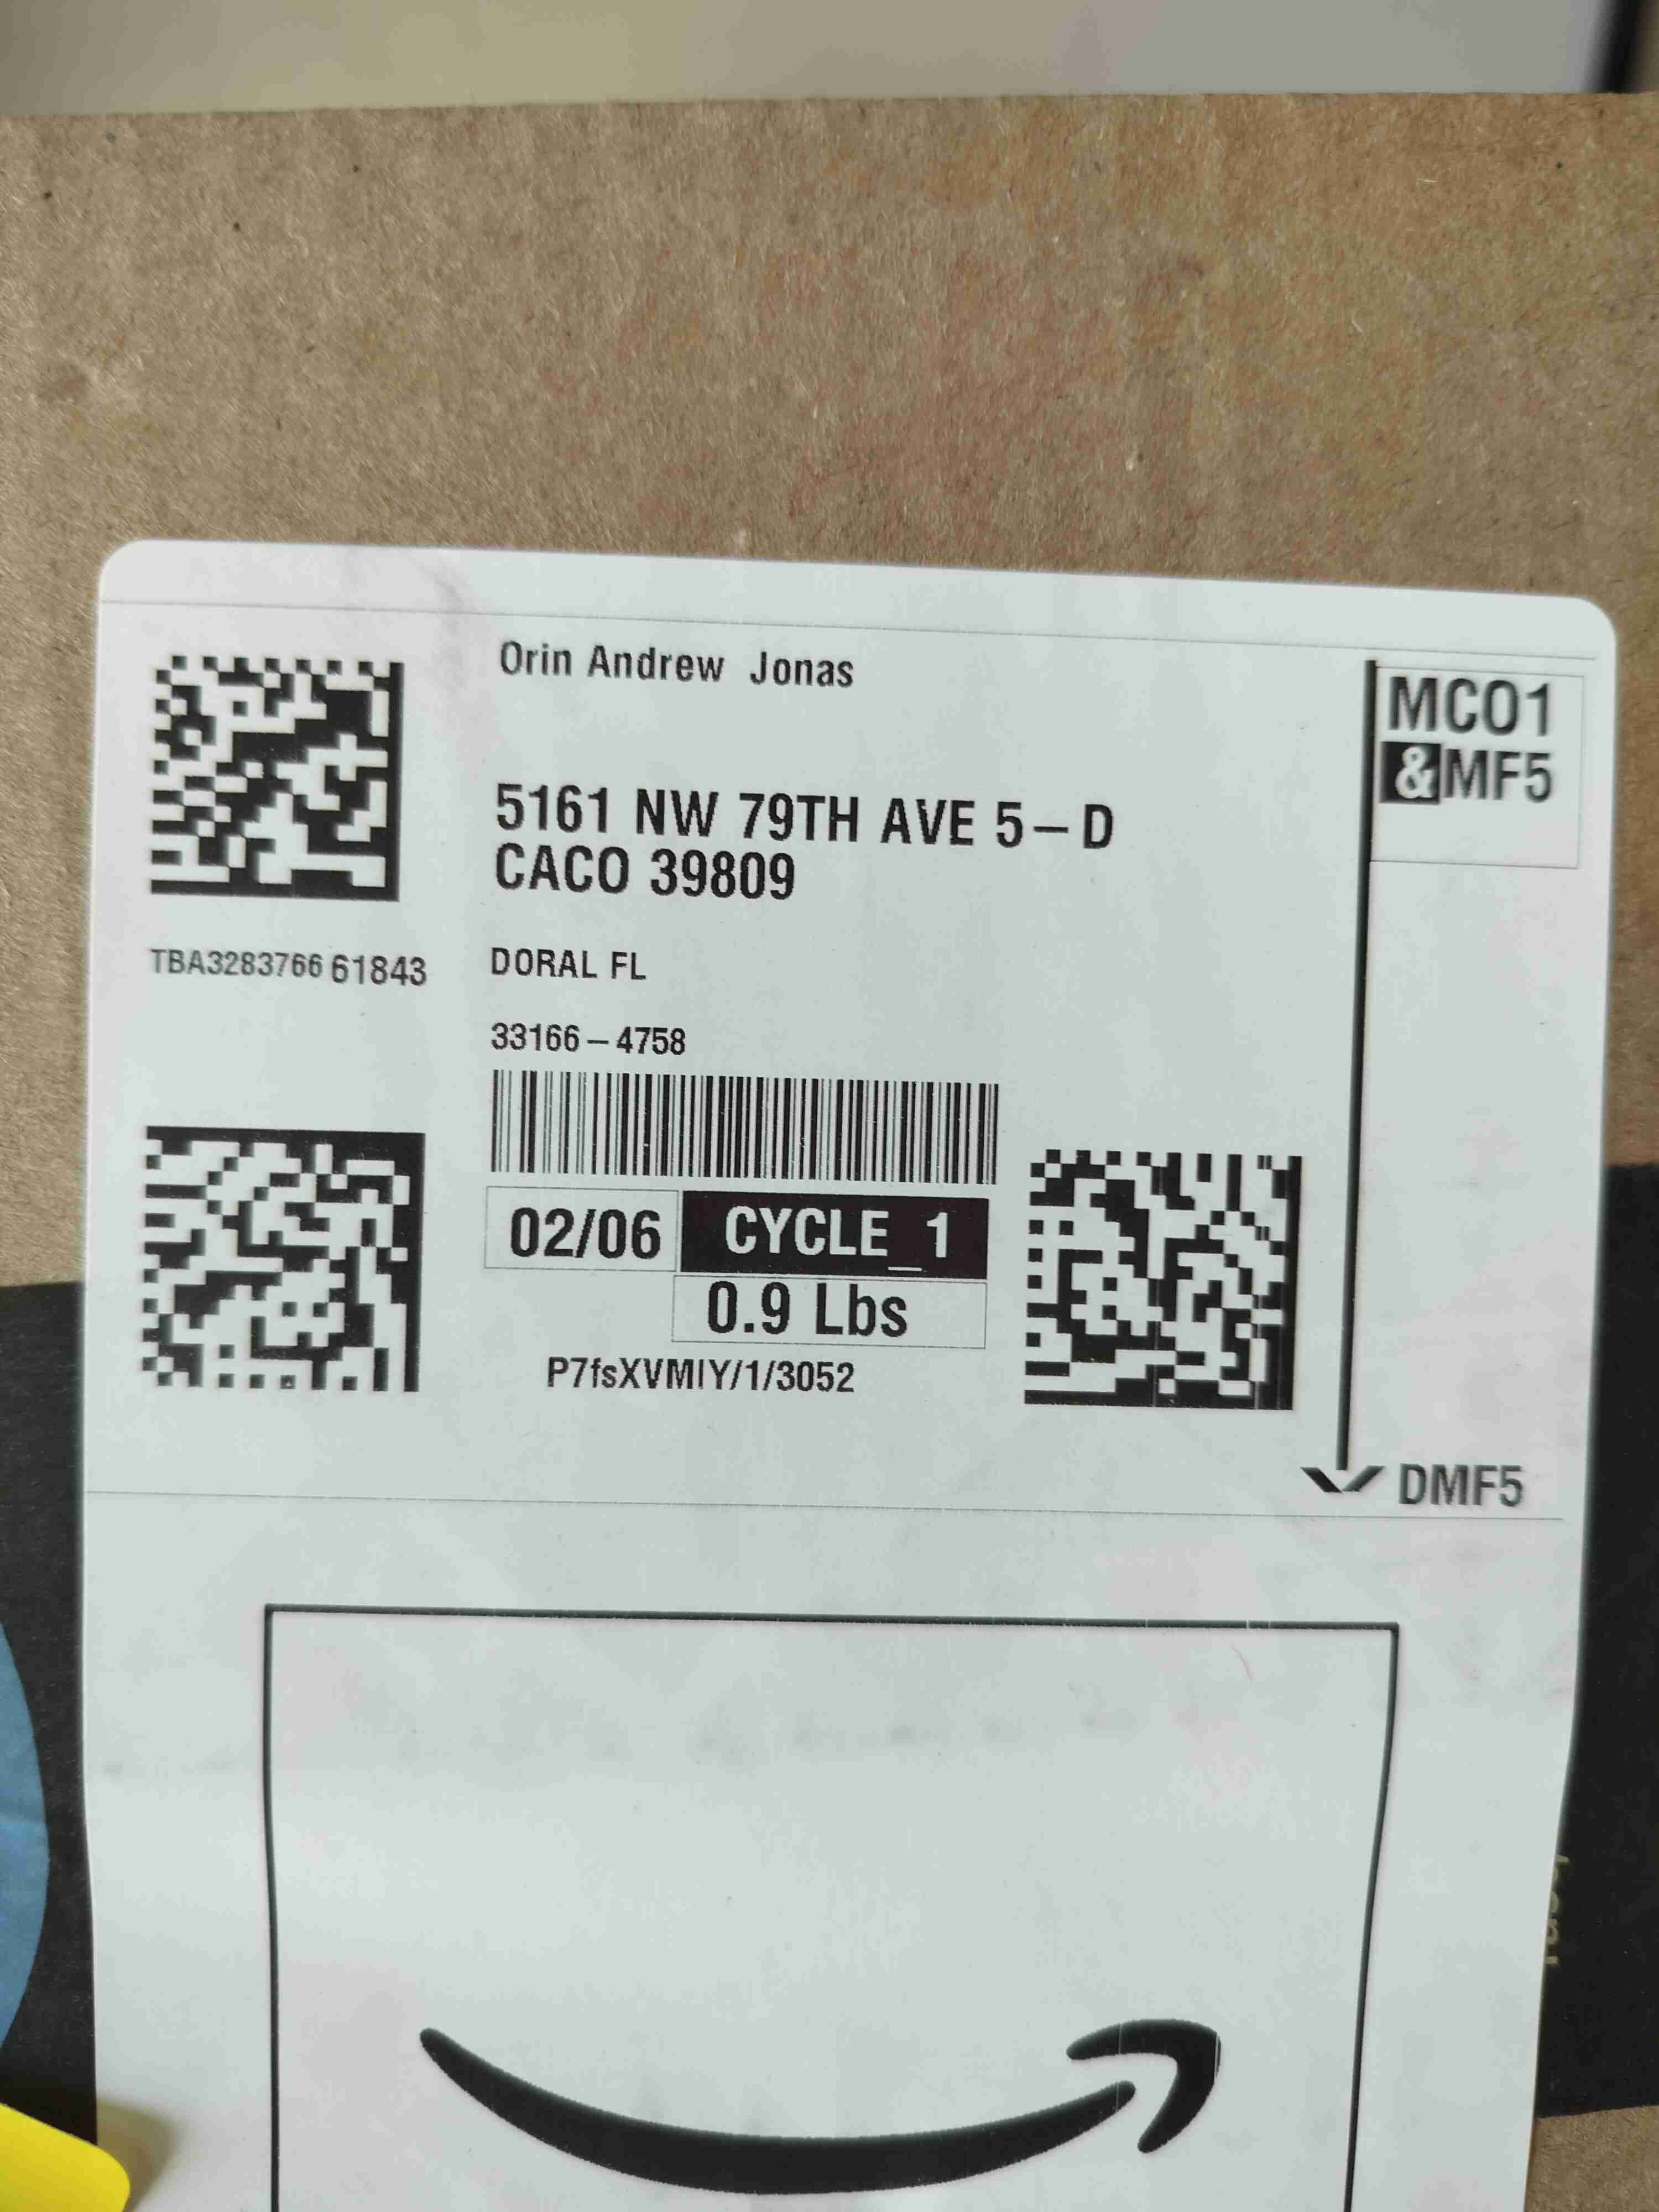 Orin Andrew Jonas
MCO1
&MF5
5161 NW 79TH AVE 5-D
CACO 39809
TBA3283766 61843
DORAL FL
33166-4758
02/06 CYCLE_1
0.9 Lbs
P7fsXVMIY/1/3052
DMF5